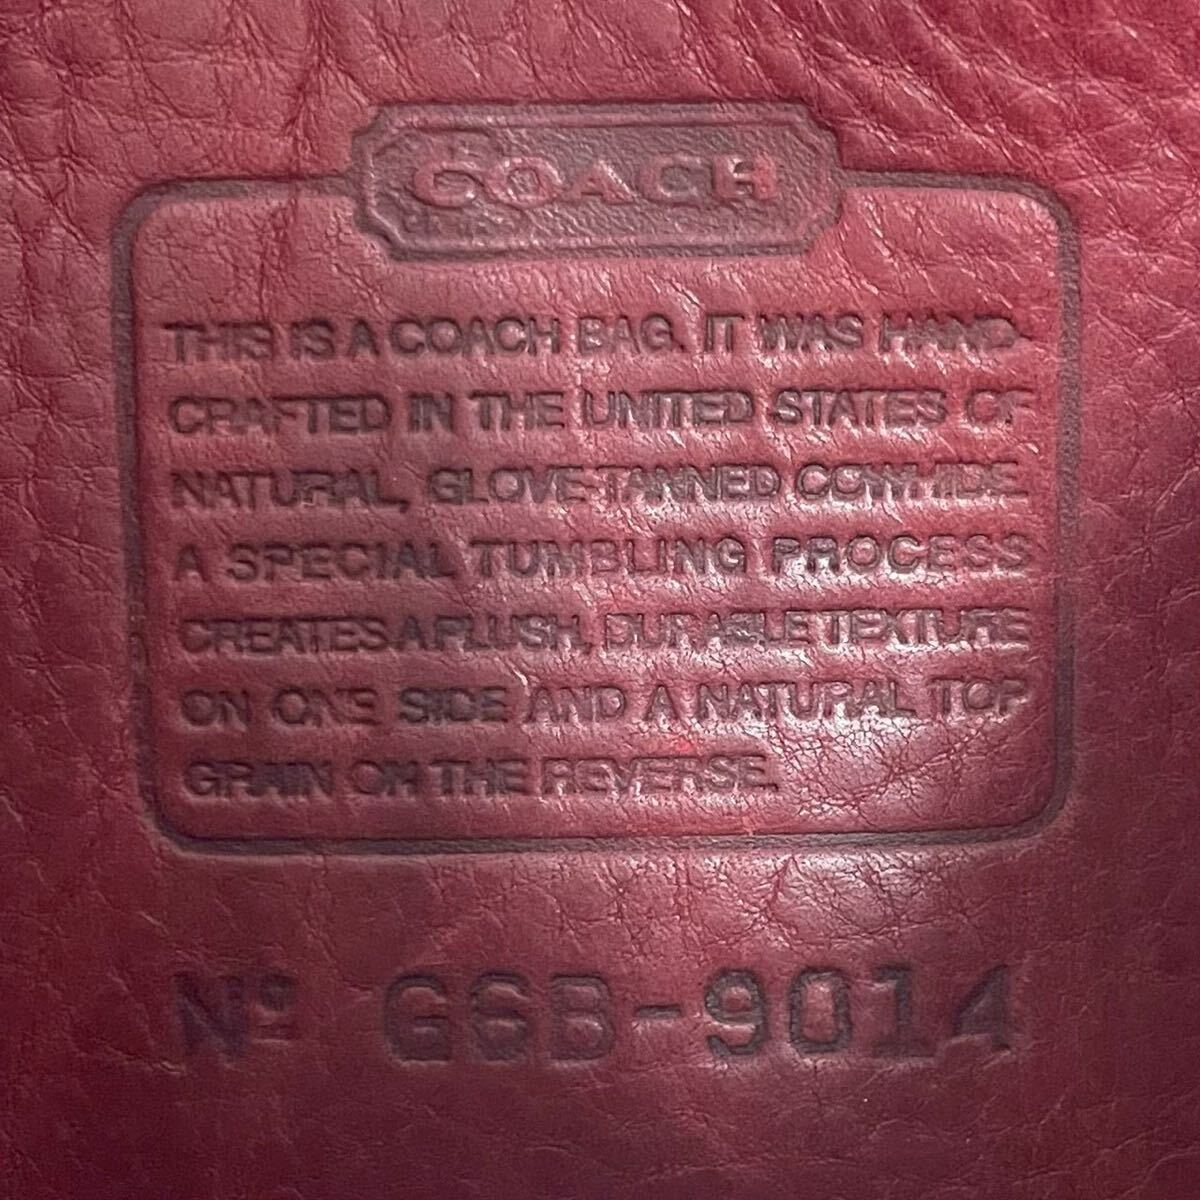 COACH
THIS IS A COACH BAG. IT WAS HAND-
CRAFTED IN THE UNITED STATES OF
NATURAL, GLOVE-TANNED COWHIDE.
A SPECIAL TUMBLING PROCESS
CREATES A PLUSH, DURABLE TEXTURE
ON ONE SIDE AND A NATURAL TOP
GRAIN ON THE REVERSE.
Nº GSB-9014